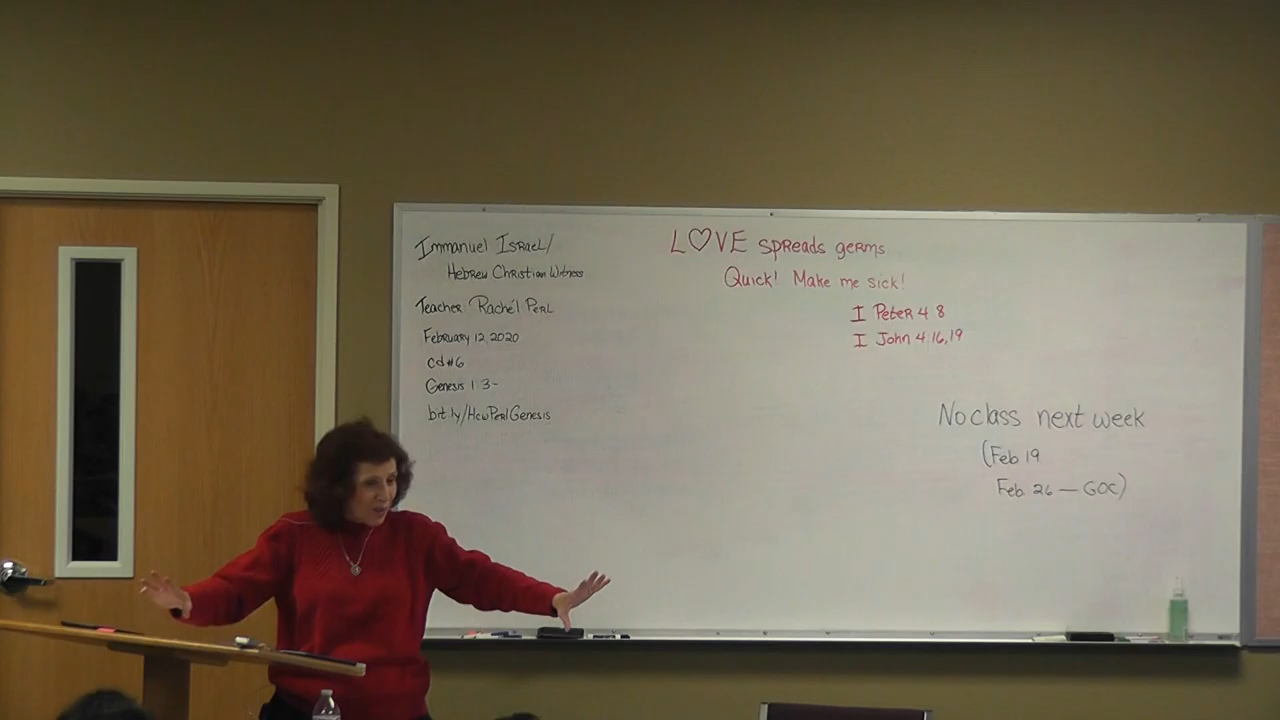 Immanuel Israel/
Hebrew Christian Witness
Teacher: Rachél Perl
February 12, 2020
cd #6
Genesis 1:3-
bit.ly/HcwPerlGenesis
L♡VE spreads germs
Quick! Make me sick!
I Peter 4:8
I John 4:16,19
No class next week
(Feb 19
Feb. 26 — GOC)